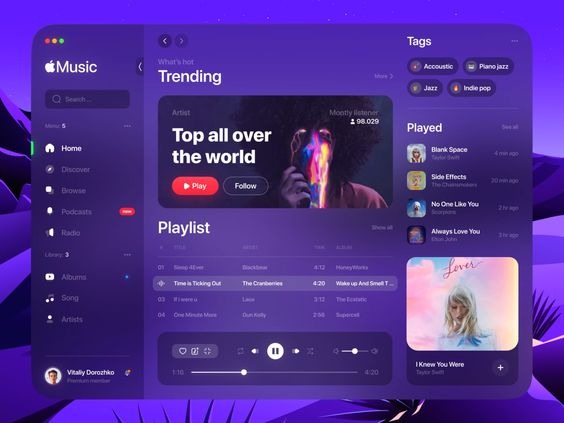 Music
Search ...
Menu: 5
Home
Discover
Browse
Podcasts
new
Radio
Library: 3
Albums
Song
Artists
Vitaliy Dorozhko
Premium member
What's hot
Trending
More
Artist
Montly listener
98.029
Top all over
the world
Play
Follow
Playlist
Show all
# TITLE ARTIST TIME ALBUM
01 Sleep 4Ever Blackbear 4:12 HoneyWorks
Time is Ticking Out The Cranberries 4:20 Wake up And Smell T ...
03 If i were u Laov 3:12 The Ecstatic
04 One Minute More Gun Kelly 2:58 Supercell
1:16
4:20
Tags
Accoustic
Piano jazz
Jazz
Indie pop
Played
See all
Blank Space
Taylor Swift
4 min ago
Side Effects
The Chainsmokers
20 min ago
No One Like You
Scorpions
2 hr ago
Always Love You
Elton John
3 hr ago
Lover
I Knew You Were
Taylor Swift